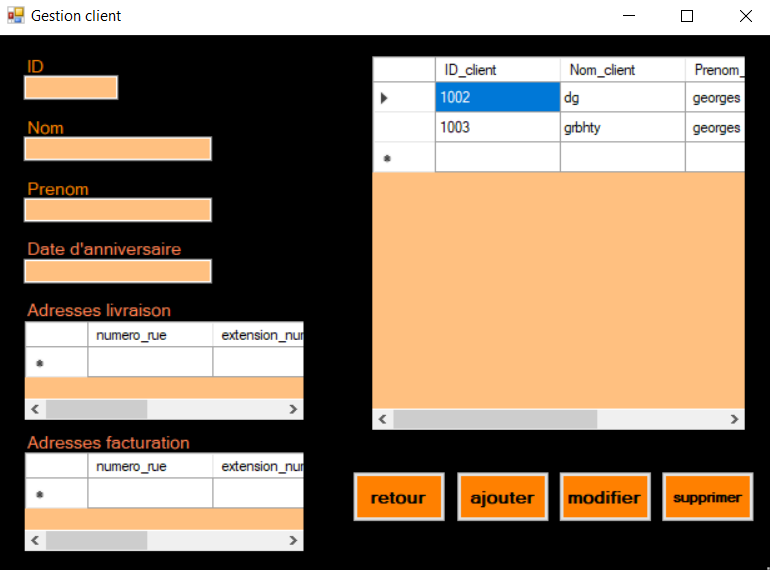 Gestion client
ID
Nom
Prenom
Date d'anniversaire
Adresses livraison
numero_rue extension_nur
Adresses facturation
numero_rue extension_nur
ID_client Nom_client Prenom_
1002 dg georges
1003 grbhty georges
retour ajouter modifier supprimer